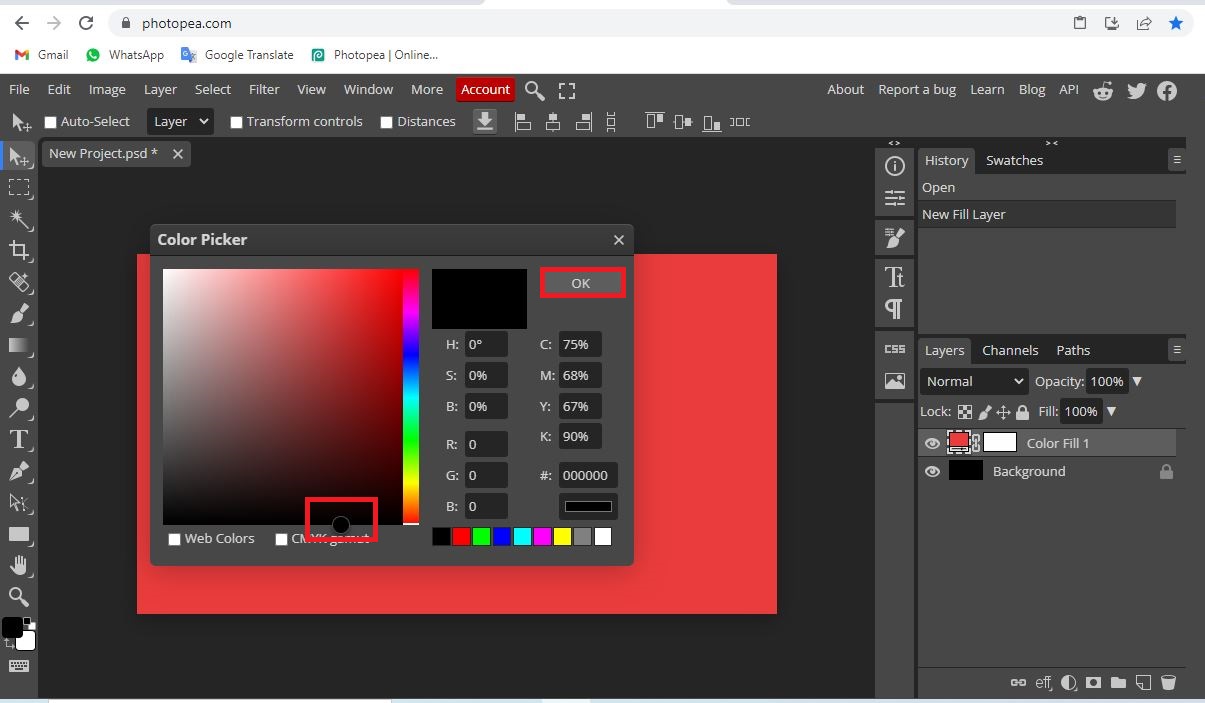 photopea.com
Gmail WhatsApp Google Translate Photopea | Online...
File Edit Image Layer Select Filter View Window More Account About Report a bug Learn Blog API
Auto-Select Layer Transform controls Distances
New Project.psd * History Swatches
Open
New Fill Layer
Color Picker
OK
H: 0° C: 75%
S: 0% M: 68%
B: 0% Y: 67%
K: 90%
R: 0
G: 0 #: 000000
B: 0
Web Colors CMYK gamut
Tt
CSS
Layers Channels Paths
Normal Opacity: 100%
Lock: Fill: 100%
Color Fill 1
Background
T
eff